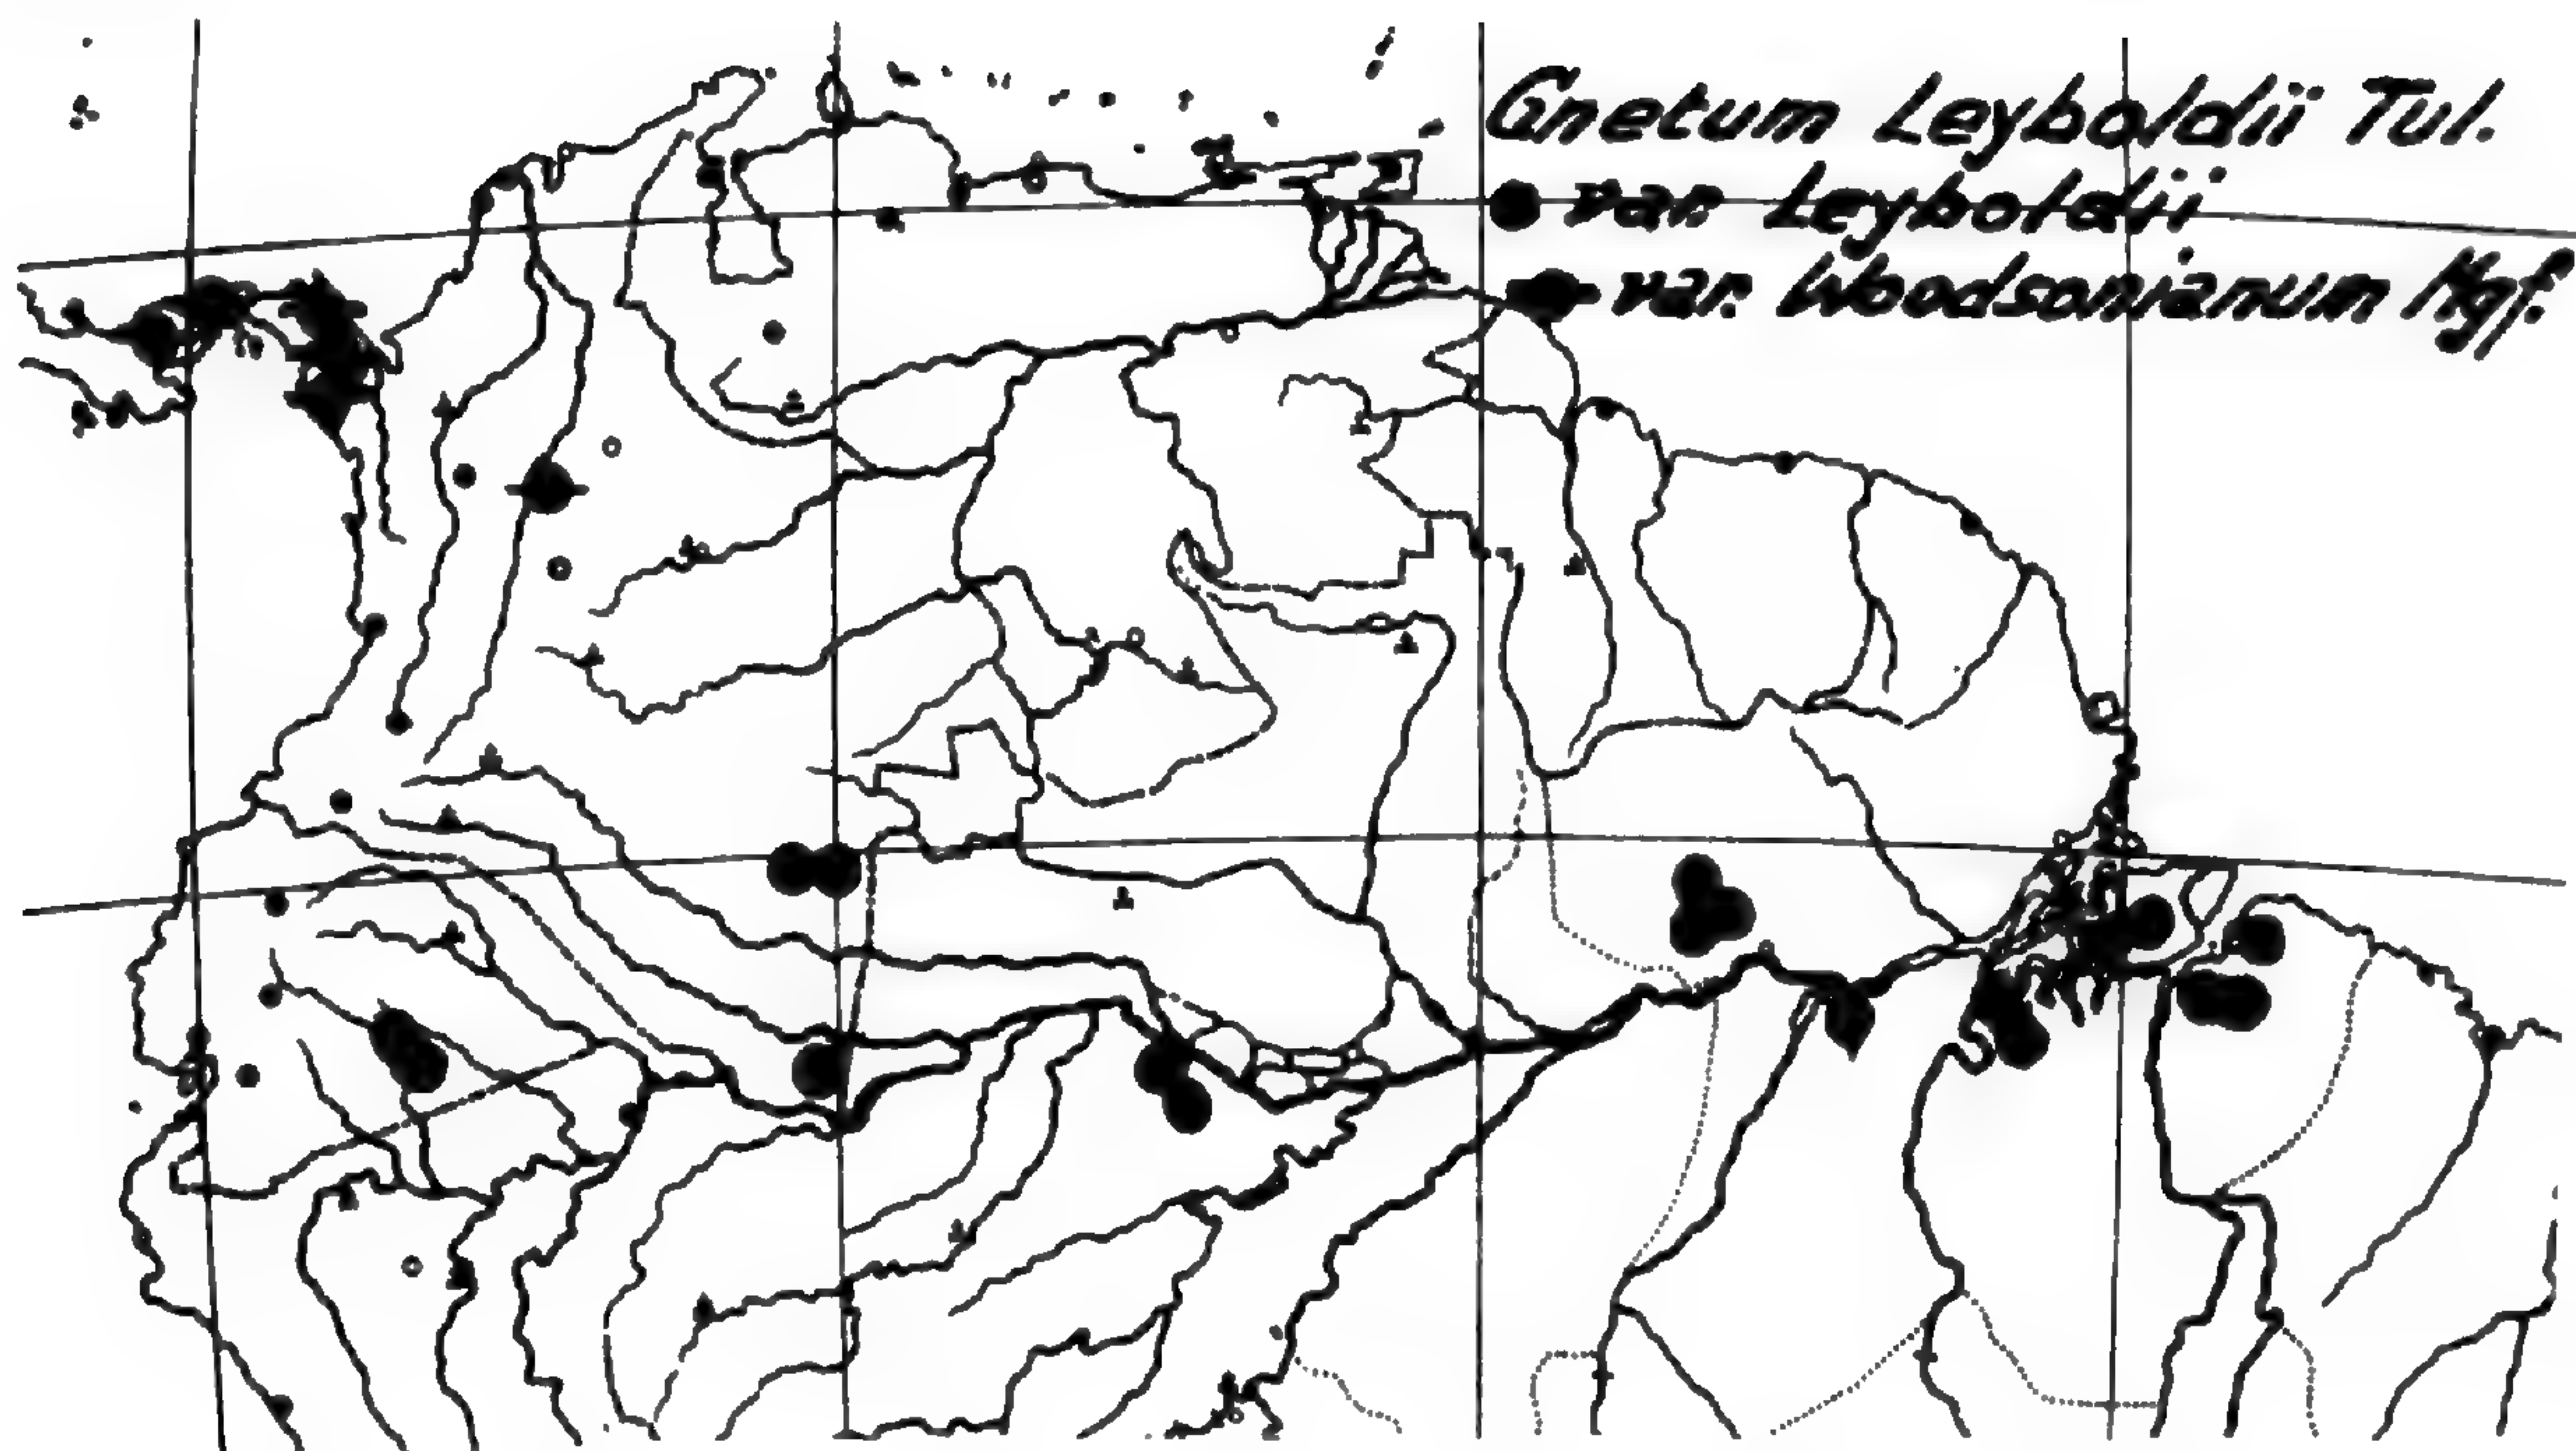 Gnetum Leyboldii Tul.
var. Leyboldii
var. Woodsonianum Mgf.